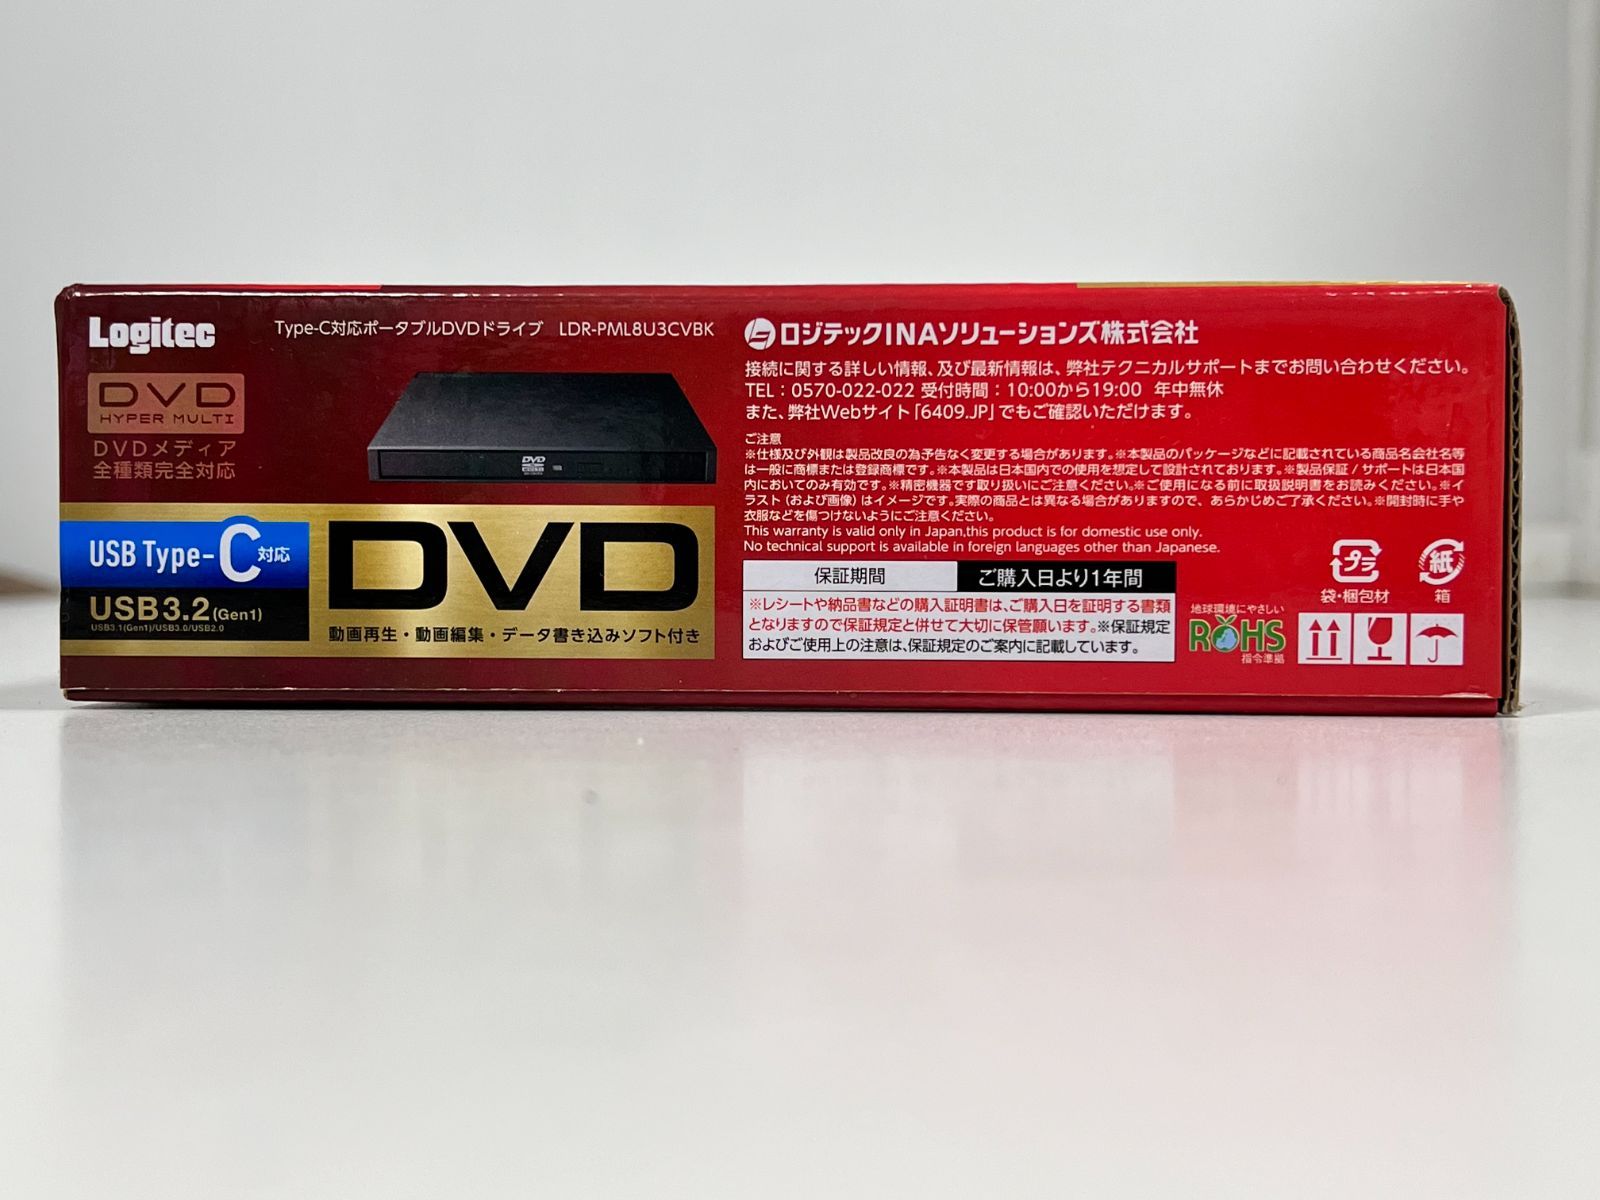 Logitec
Type-C対応ポータブルDVDドライブ LDR-PML8U3CVBK
DVD
HYPER MULTI
DVDメディア
全種類完全対応
DVD
USB Type-C対応
USB3.2(Gen1)
USB3.1(Gen1)/USB3.0/USB2.0
DVD
動画再生・動画編集・データ書き込みソフト付き
ロジテックINAソリューションズ株式会社
接続に関する詳しい情報、及び最新情報は、弊社テクニカルサポートまでお問い合わせください。
TEL：0570-022-022 受付時間：10:00から19:00 年中無休
また、弊社Webサイト「6409.JP」でもご確認いただけます。
ご注意
※仕様及び外観は製品改良の為予告なく変更する場合があります。※本製品のパッケージなどに記載されている商品名会社名等
は一般に商標または登録商標です。※本製品は日本国内での使用を想定して設計されております。※製品保証/サポートは日本国
内においてのみ有効です。※精密機器です取り扱いにご注意ください。※ご使用になる前に取扱説明書をお読みください。※イ
ラスト(および画像)はイメージです。実際の商品とは異なる場合がありますので、あらかじめご了承ください。※開封時に手や
衣服などを傷つけないようにご注意ください。
This warranty is valid only in Japan,this product is for domestic use only.
No technical support is available in foreign languages other than Japanese.
保証期間 ご購入日より1年間
※レシートや納品書などの購入証明書は、ご購入日を証明する書類
となりますので保証規定と併せて大切に保管願います。※保証規定
およびご使用上の注意は、保証規定のご案内に記載しています。
地球環境にやさしい
RoHS
指令準拠
プラ
袋・梱包材
紙
箱